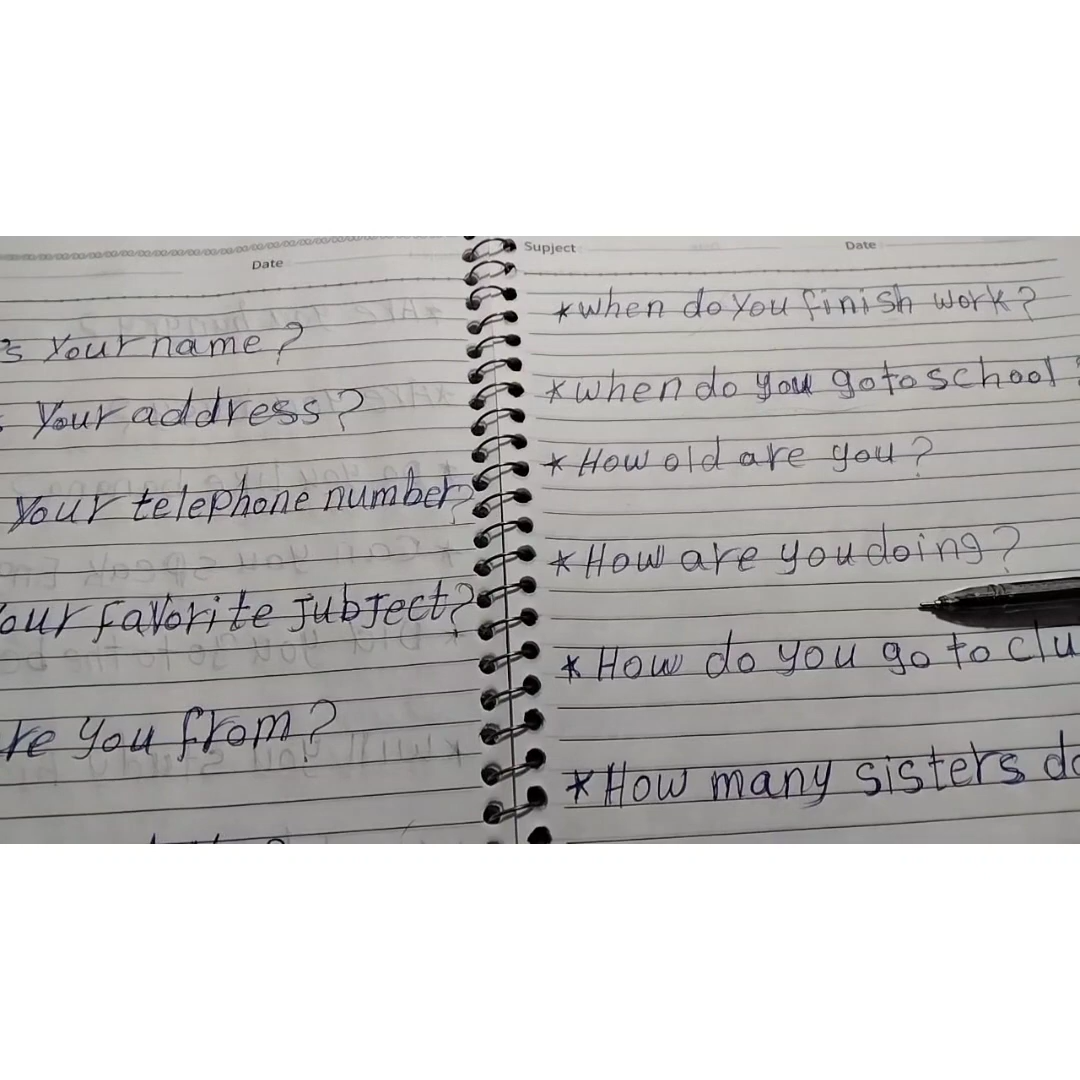 Date
's Your name?
Your address?
Your telephone number?
our favorite Jubject?
re you from?
Supject Date
*when do you finish work?
*when do you go to school?
*How old are you?
*How are you doing?
*How do you go to clu
*How many sisters do